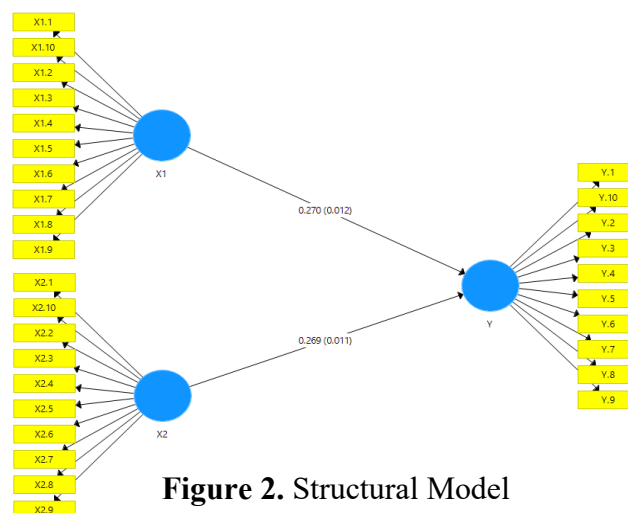 X1.1
X1.10
X1.2
X1.3
X1.4
X1.5
X1.6
X1.7
X1.8
X1.9
X1
0.270 (0.012)
X2.1
X2.10
X2.2
X2.3
X2.4
X2.5
X2.6
X2.7
X2.8
X2.9
X2
0.269 (0.011)
Y
Y.1
Y.10
Y.2
Y.3
Y.4
Y.5
Y.6
Y.7
Y.8
Y.9
Figure 2. Structural Model